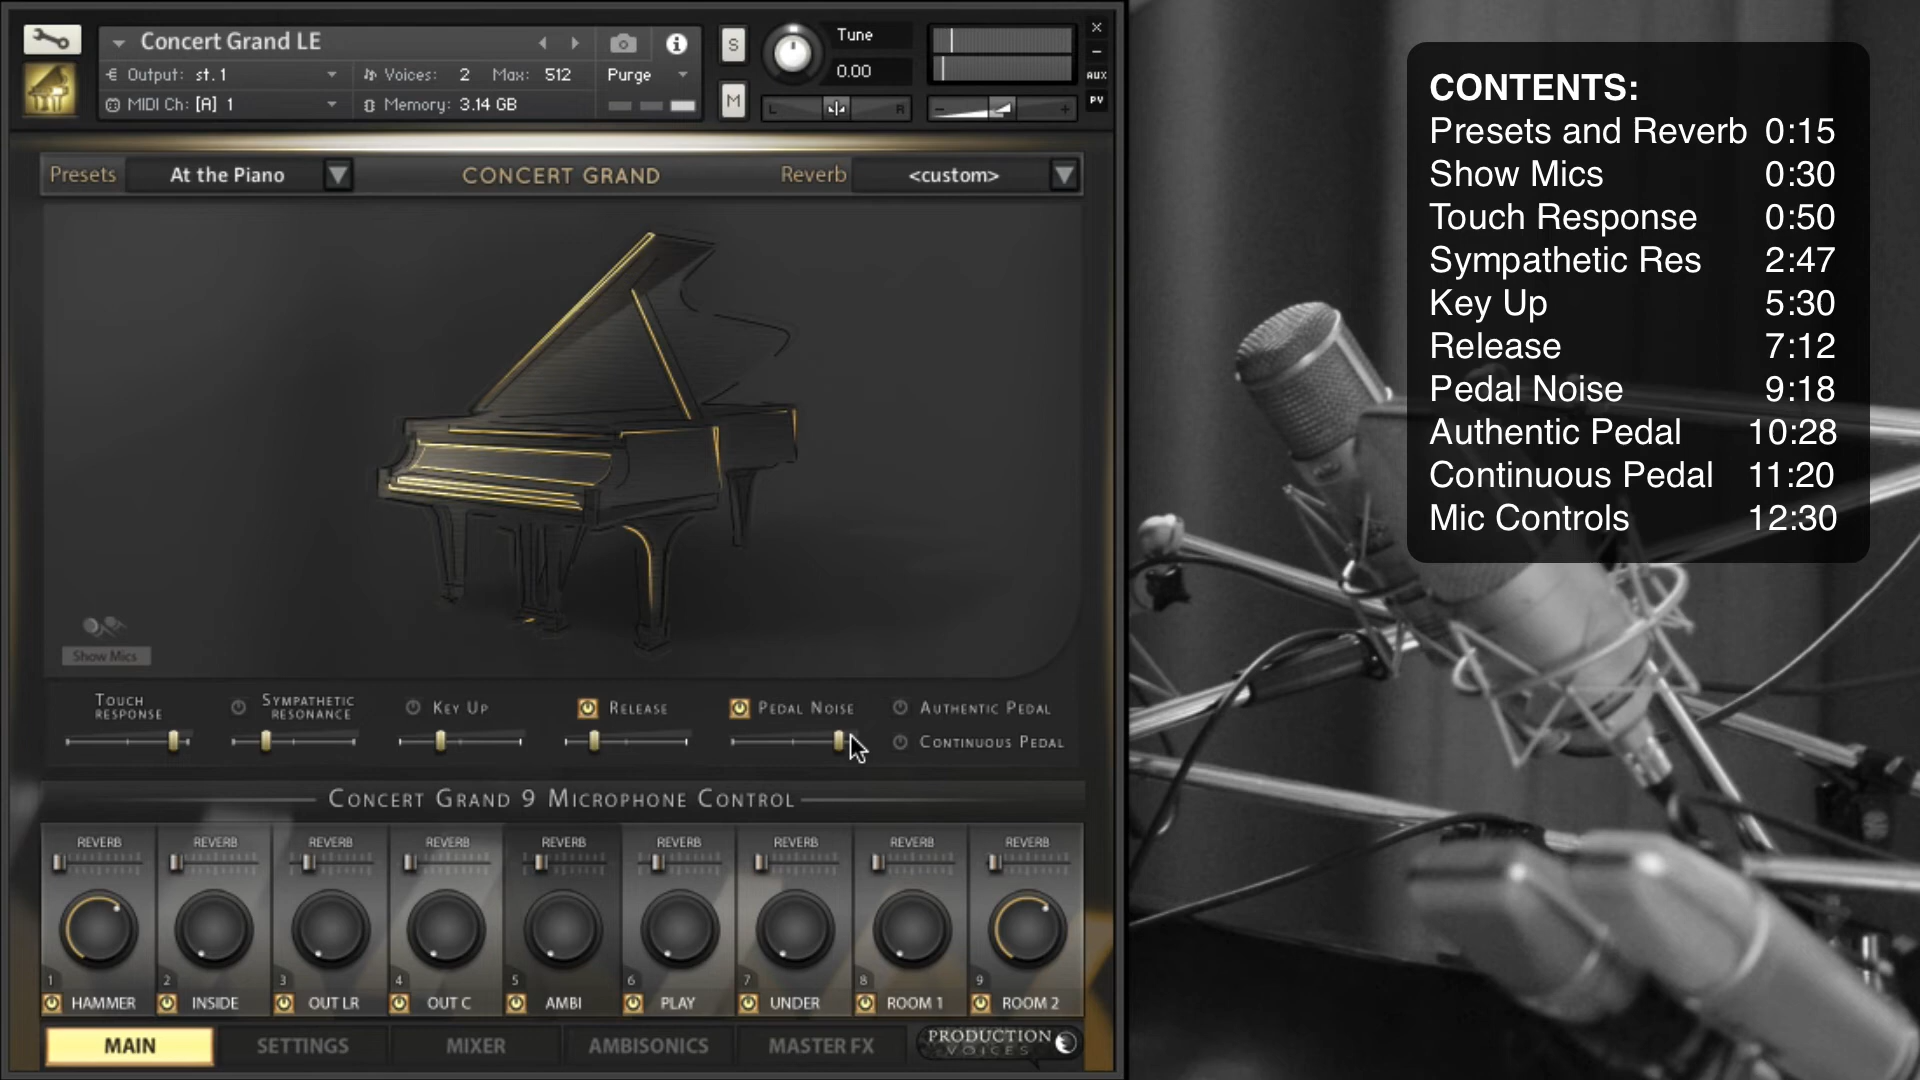 Concert Grand LE
Output: st. 1
Voices: 2 Max: 512
Purge
MIDI Ch: [A] 1
Memory: 3.14 GB
S
M
Tune
0.00
L R
- +
x
-
AUX
PV
Presets At the Piano
CONCERT GRAND
Reverb <custom>
Show Mics
TOUCH RESPONSE
SYMPATHETIC RESONANCE
KEY UP
RELEASE
PEDAL NOISE
AUTHENTIC PEDAL
CONTINUOUS PEDAL
CONCERT GRAND 9 MICROPHONE CONTROL
REVERB REVERB REVERB REVERB REVERB REVERB REVERB REVERB REVERB
1 2 3 4 5 6 7 8 9
HAMMER INSIDE OUT LR OUT C AMBI PLAY UNDER ROOM 1 ROOM 2
MAIN SETTINGS MIXER AMBISONICS MASTER FX
PRODUCTION
VOICES
CONTENTS:
Presets and Reverb 0:15
Show Mics 0:30
Touch Response 0:50
Sympathetic Res 2:47
Key Up 5:30
Release 7:12
Pedal Noise 9:18
Authentic Pedal 10:28
Continuous Pedal 11:20
Mic Controls 12:30